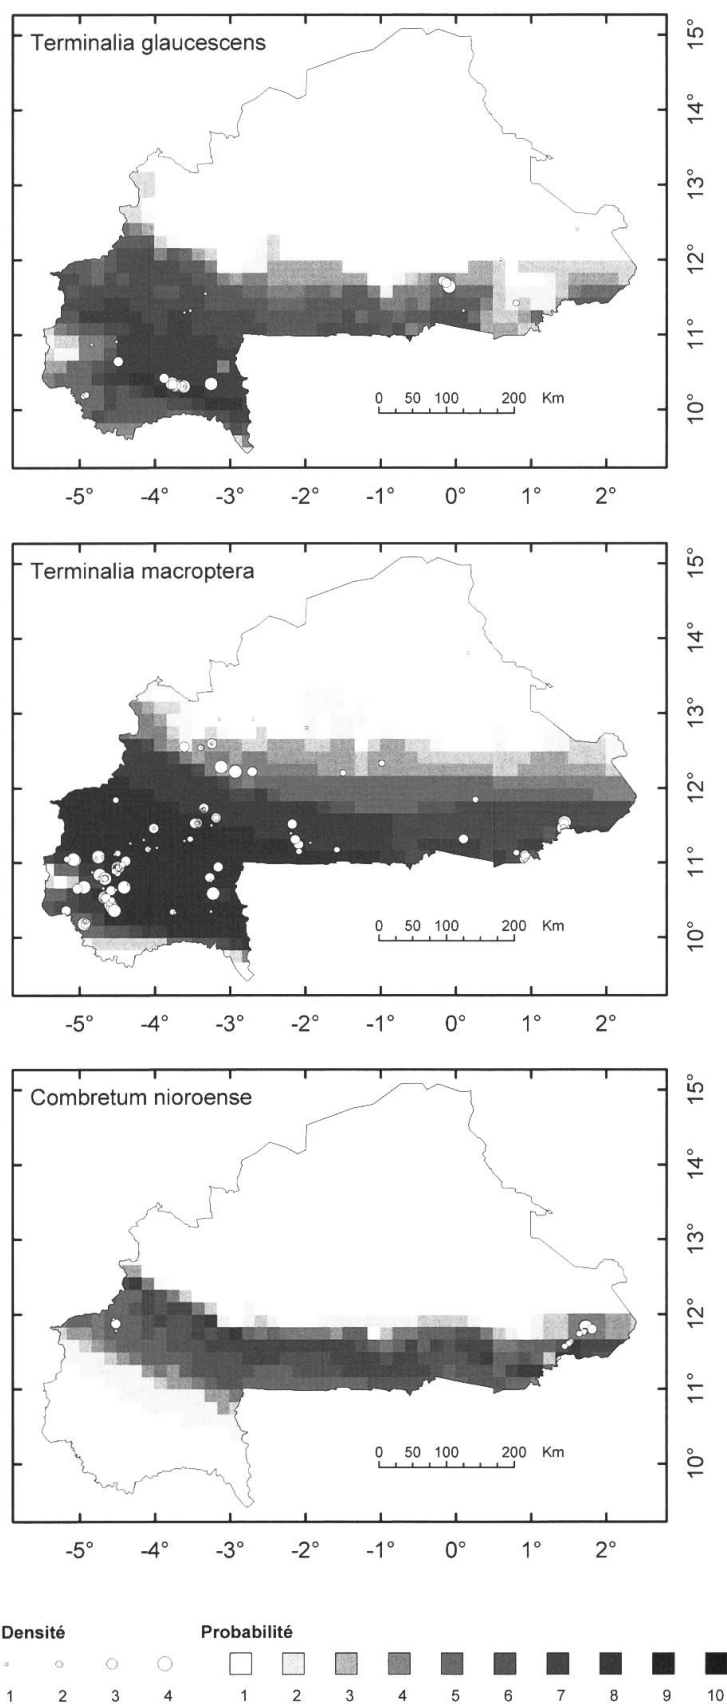 Terminalia glaucescens
15°
14°
13°
12°
11°
10°
0 50 100 200 Km
-5° -4° -3° -2° -1° 0° 1° 2°
Terminalia macroptera
15°
14°
13°
12°
11°
10°
0 50 100 200 Km
-5° -4° -3° -2° -1° 0° 1° 2°
Combretum nioroense
15°
14°
13°
12°
11°
10°
0 50 100 200 Km
-5° -4° -3° -2° -1° 0° 1° 2°
Densité Probabilité
1 2 3 4 1 2 3 4 5 6 7 8 9 10